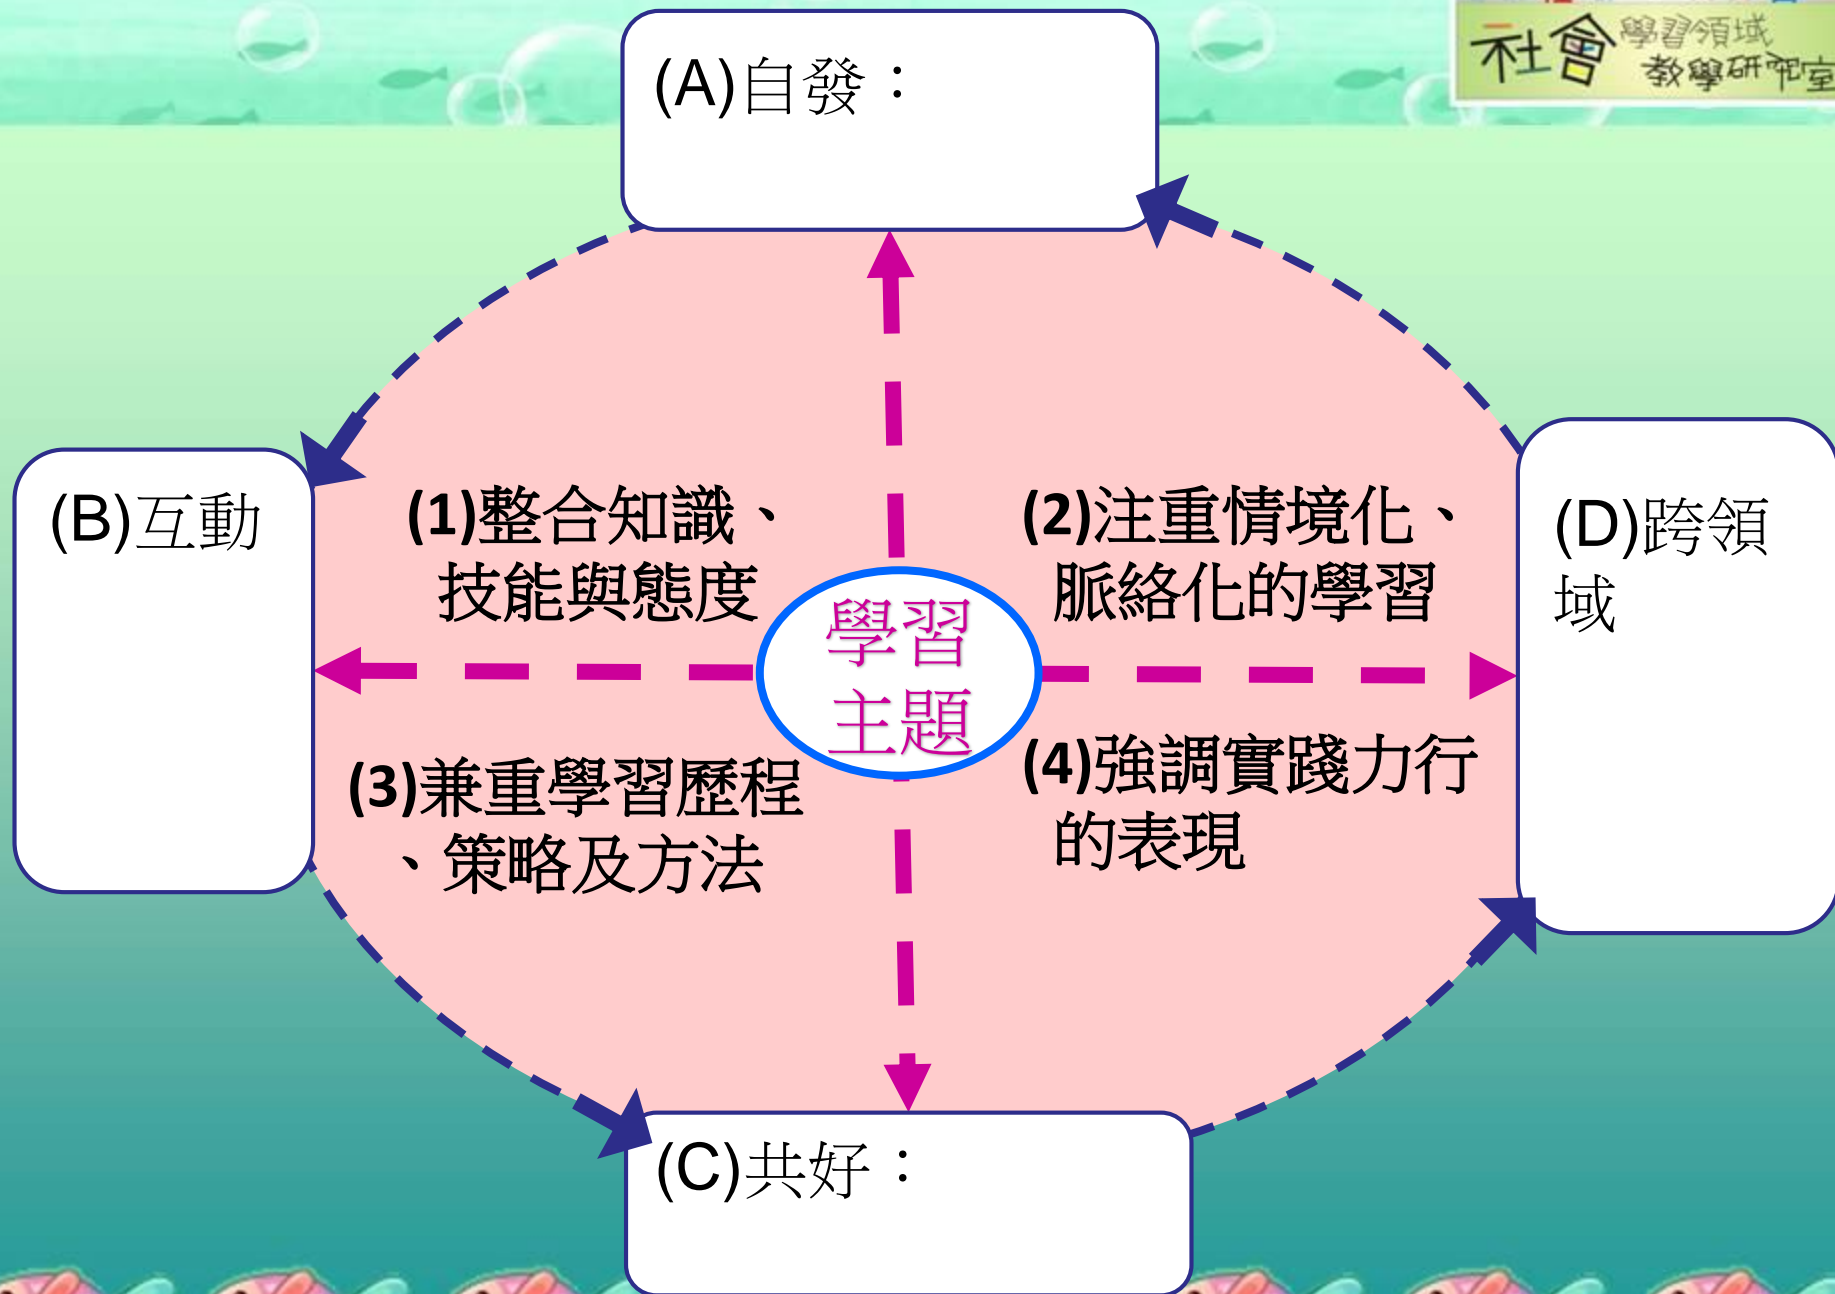 社會 學習領域
教學研究室
(A)自發：
(B)互動
(1)整合知識、
技能與態度
(2)注重情境化、
脈絡化的學習
(D)跨領
域
學習
主題
(3)兼重學習歷程
、策略及方法
(4)強調實踐力行
的表現
(C)共好：